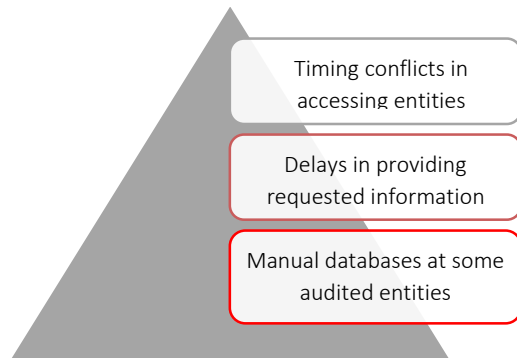 Timing conflicts in
accessing entities
Delays in providing
requested information
Manual databases at some
audited entities